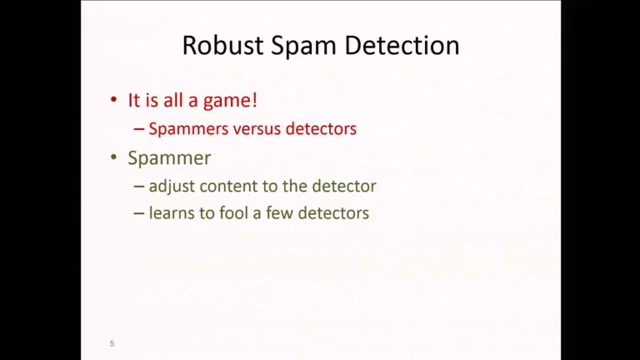 Robust Spam Detection
• It is all a game!
– Spammers versus detectors
• Spammer
– adjust content to the detector
– learns to fool a few detectors
5